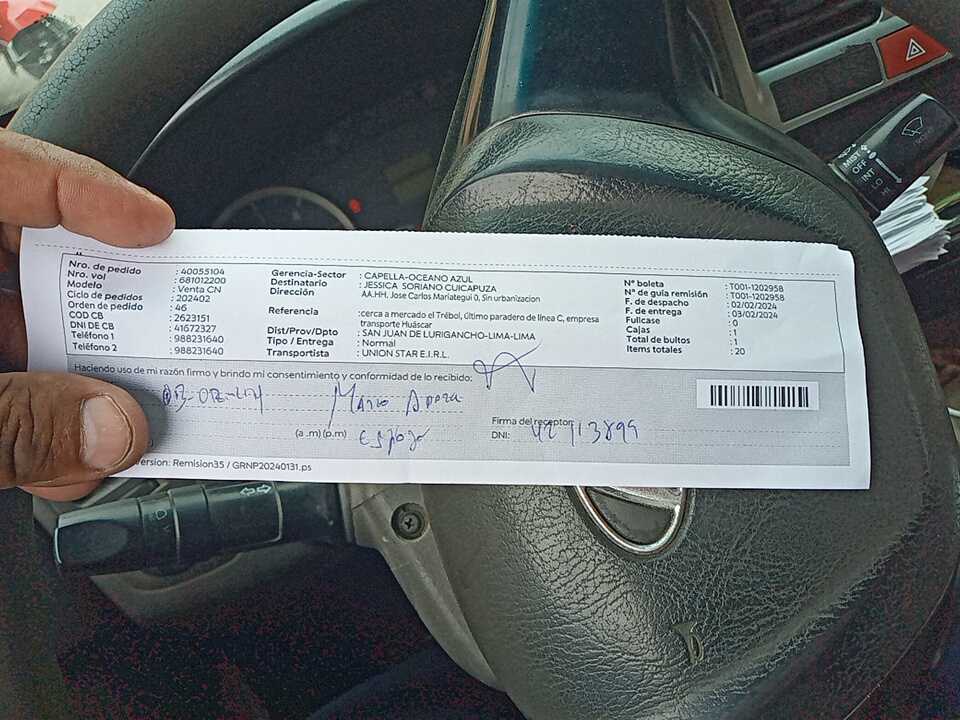 MIST
OFF
INT
LO
HI
Nro. de pedido : 40055104
Nro. vol : 681012200
Modelo : Venta CN
Ciclo de pedidos : 202402
Orden de pedido : 46
COD CB : 2623151
DNI DE CB : 41672327
Teléfono 1 : 988231640
Teléfono 2 : 988231640
Gerencia-Sector : CAPELLA-OCEANO AZUL
Destinatario : JESSICA SORIANO CUICAPUZA
Dirección AA.HH. Jose Carlos Mariategui 0, Sin urbanizacion
Referencia :cerca a mercado el Trébol, último paradero de línea C, empresa
transporte Huáscar
Dist/Prov/Dpto : SAN JUAN DE LURIGANCHO-LIMA-LIMA
Tipo / Entrega : Normal
Transportista : UNION STAR E.I.R.L.
N° boleta : T001-1202958
N° de guía remisión : T001-1202958
F. de despacho : 02/02/2024
F. de entrega : 03/02/2024
Fullcase : 0
Cajas : 1
Total de bultos : 1
Items totales : 20
Haciendo uso de mi razón firmo y brindo mi consentimiento y conformidad de lo recibido:
Mario
(a .m) (p.m) Esposo
Firma del receptor:
DNI:
ersion: Remision35 / GRNP20240131.ps